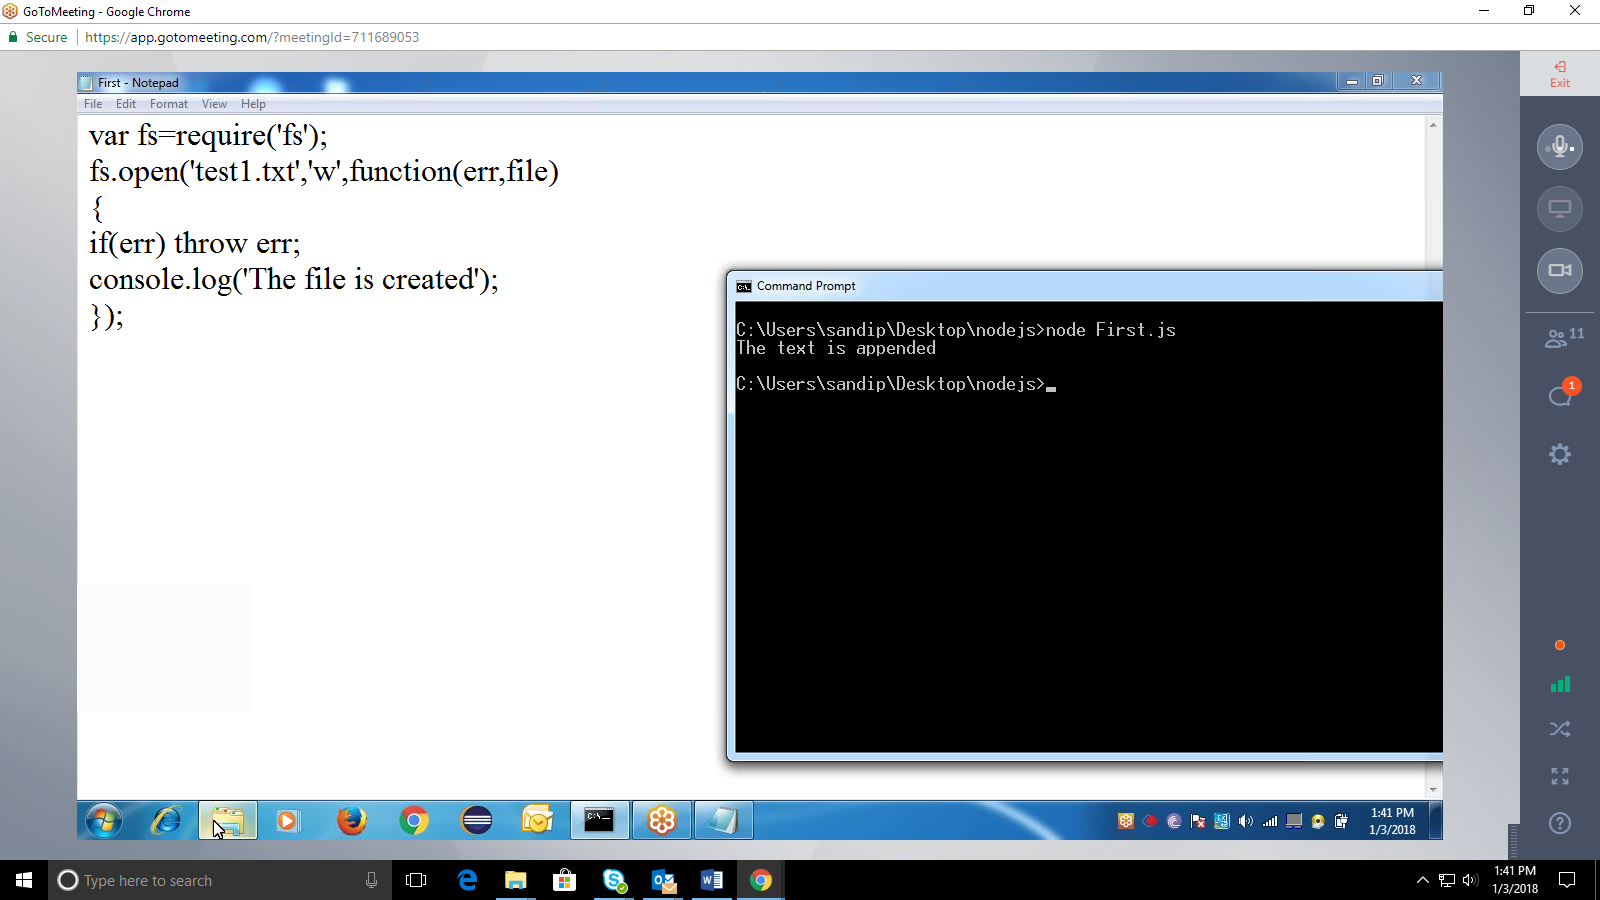 GoToMeeting - Google Chrome
Secure
https://app.gotomeeting.com/?meetingId=711689053
Exit
First - Notepad
File Edit Format View Help
var fs=require('fs');
fs.open('test1.txt','w',function(err,file)
{
if(err) throw err;
console.log('The file is created');
});
Command Prompt
C:\Users\sandip\Desktop\nodejs>node First.js
The text is appended
C:\Users\sandip\Desktop\nodejs>
11
1
1:41 PM
1/3/2018
Type here to search
1:41 PM
1/3/2018